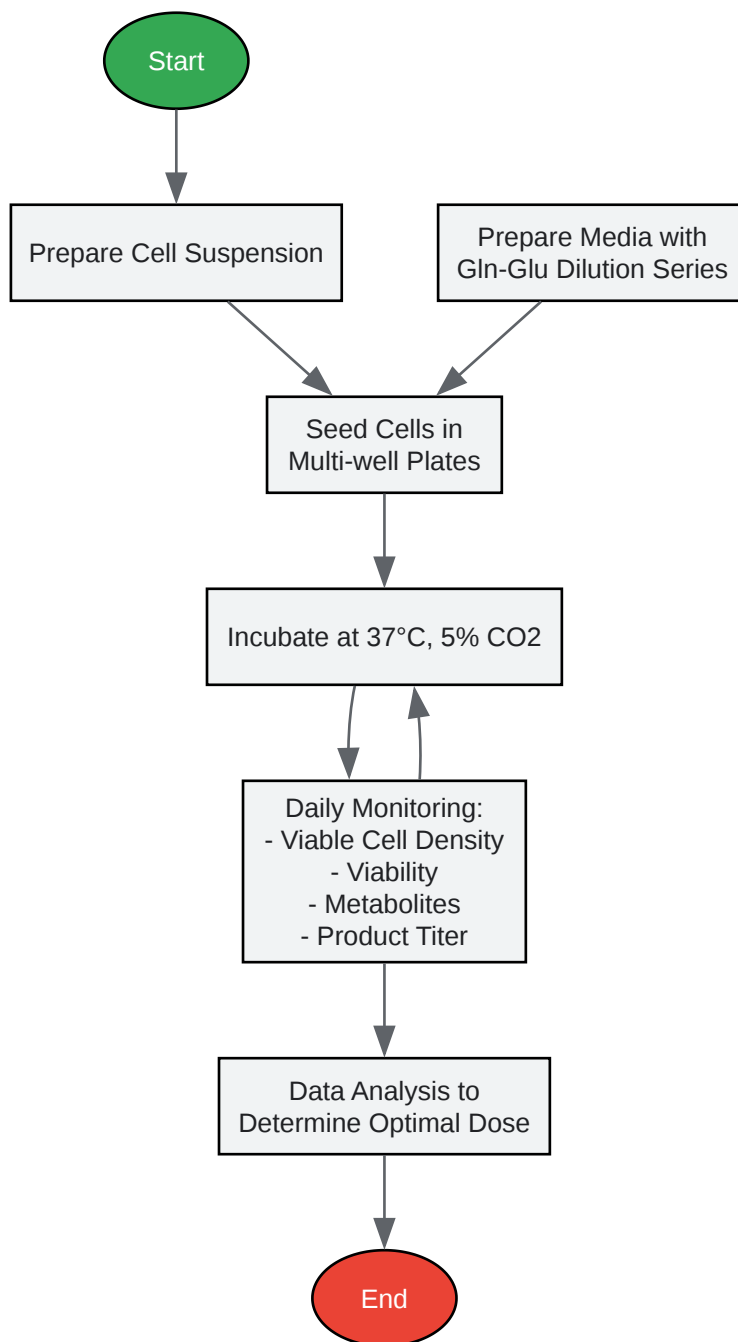 Start
Prepare Cell Suspension
Prepare Media with
Gln-Glu Dilution Series
Seed Cells in
Multi-well Plates
Incubate at 37°C, 5% CO2
Daily Monitoring:
- Viable Cell Density
- Viability
- Metabolites
- Product Titer
Data Analysis to
Determine Optimal Dose
End